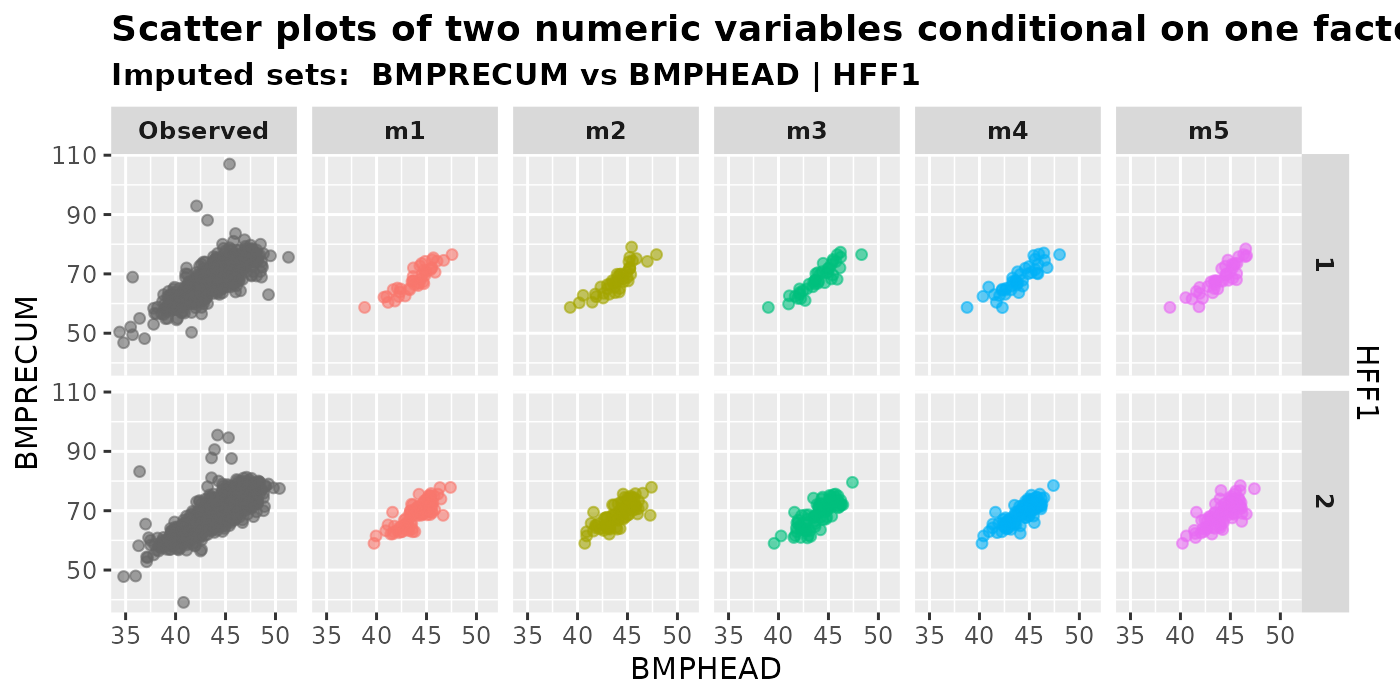 Scatter plots of two numeric variables conditional on one facto
Imputed sets:  BMPRECUM vs BMPHEAD | HFF1
Observed m1 m2 m3 m4 m5
110
90
70
50
1
110
90
70
50
2
HFF1
BMPRECUM
35 40 45 50 35 40 45 50 35 40 45 50 35 40 45 50 35 40 45 50 35 40 45 50
BMPHEAD